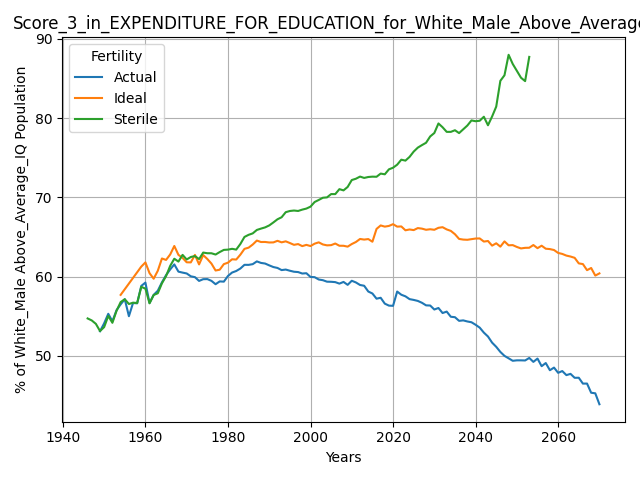 Score_3_in_EXPENDITURE_FOR_EDUCATION_for_White_Male_Above_Average
Fertility
Actual
Ideal
Sterile
% of White_Male Above_Average_IQ Population
90
80
70
60
50
1940
1960
1980
2000
2020
2040
2060
Years